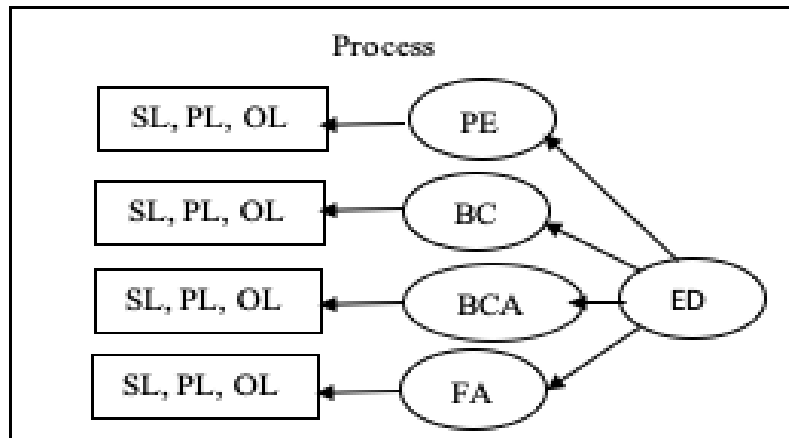 Process
SL, PL, OL
PE
SL, PL, OL
BC
SL, PL, OL
BCA
ED
SL, PL, OL
FA